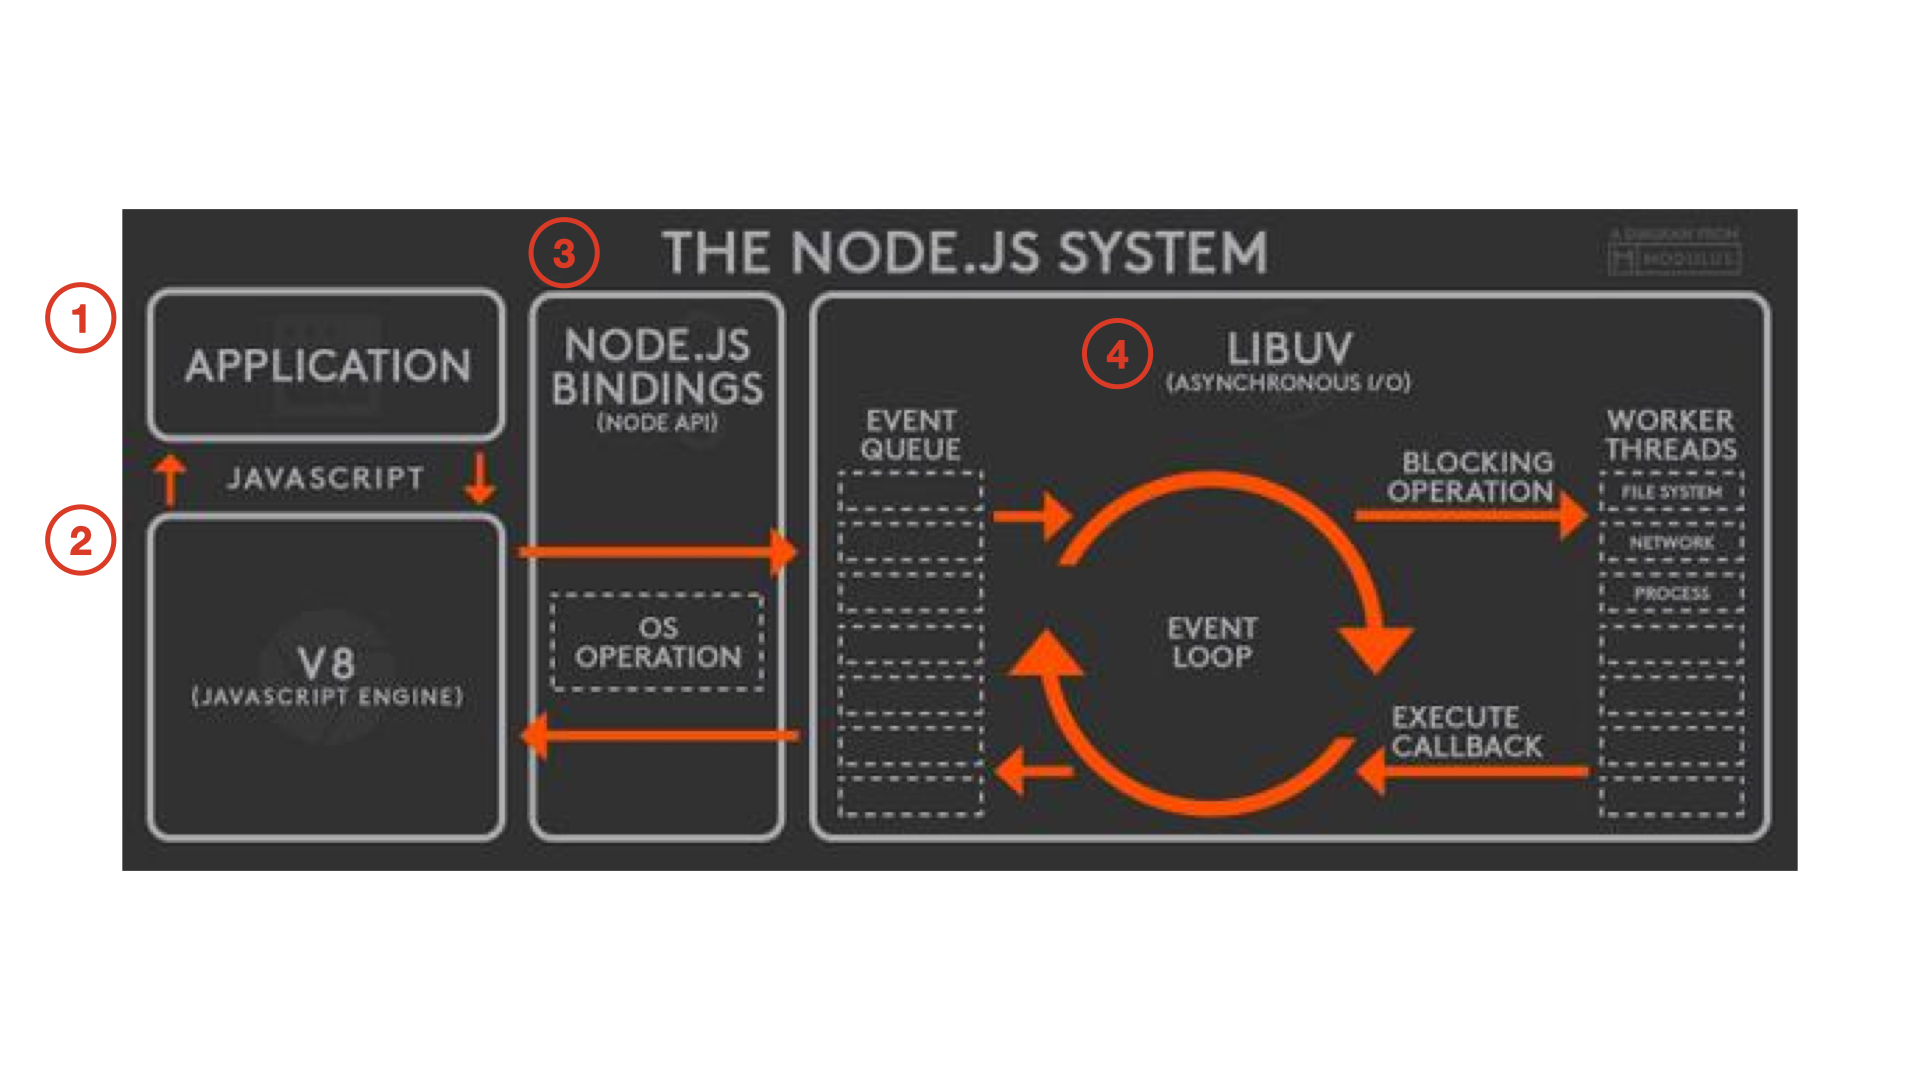 THE NODE.JS SYSTEM
A DIAGRAM FROM
MODULUS
1
APPLICATION
JAVASCRIPT
2
V8
(JAVASCRIPT ENGINE)
3
NODE.JS
BINDINGS
(NODE API)
OS
OPERATION
4
LIBUV
(ASYNCHRONOUS I/O)
EVENT
QUEUE
EVENT
LOOP
BLOCKING
OPERATION
EXECUTE
CALLBACK
WORKER
THREADS
FILE SYSTEM
NETWORK
PROCESS